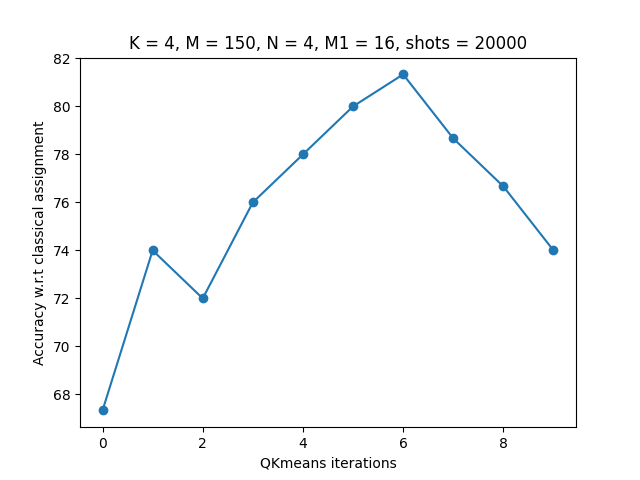 K = 4, M = 150, N = 4, M1 = 16, shots = 20000
82
80
78
76
74
72
70
68
Accuracy w.r.t classical assignment
0 2 4 6 8
QKmeans iterations